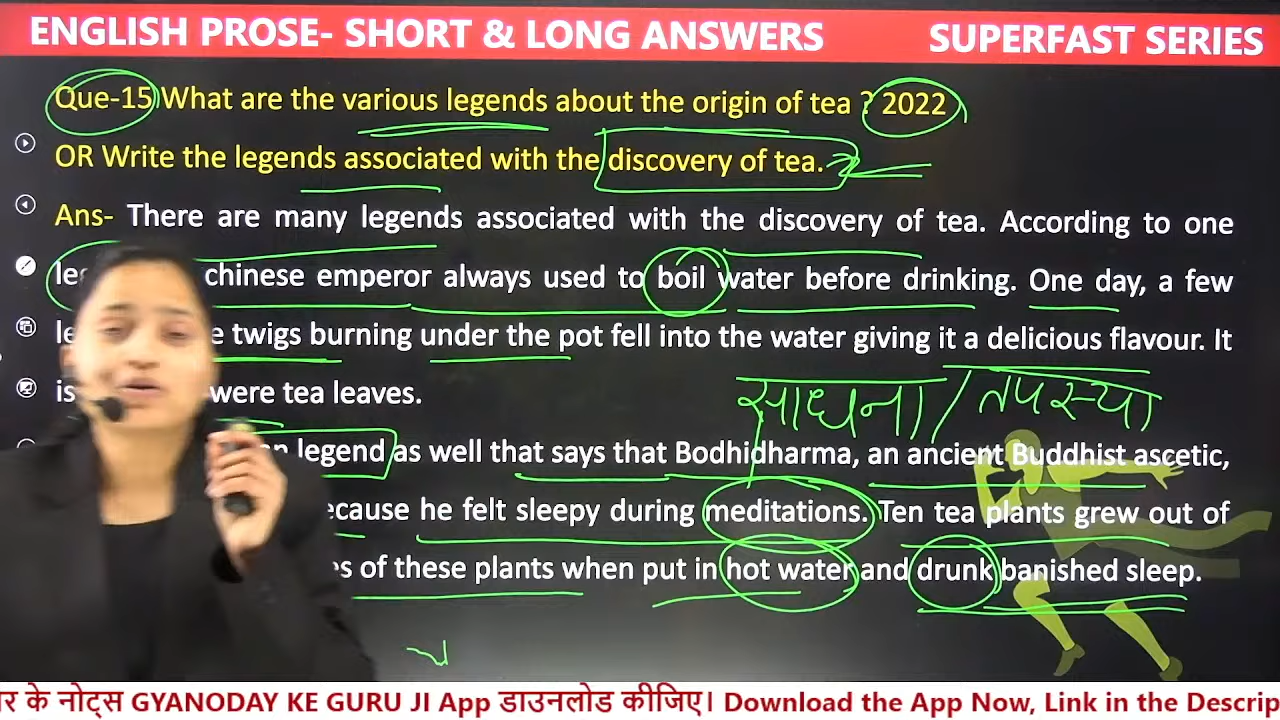 ENGLISH PROSE- SHORT & LONG ANSWERS SUPERFAST SERIES
Que-15 What are the various legends about the origin of tea ? 2022
OR Write the legends associated with the discovery of tea.
Ans- There are many legends associated with the discovery of tea. According to one
chinese emperor always used to boil water before drinking. One day, a few
twigs burning under the pot fell into the water giving it a delicious flavour. It
were tea leaves.
साधना / तपस्या
legend as well that says that Bodhidharma, an ancient Buddhist ascetic,
he felt sleepy during meditations. Ten tea plants grew out of
of these plants when put in hot water and drunk banished sleep.
के नोट्स GYANODAY KE GURU JI App डाउनलोड कीजिए। Download the App Now, Link in the